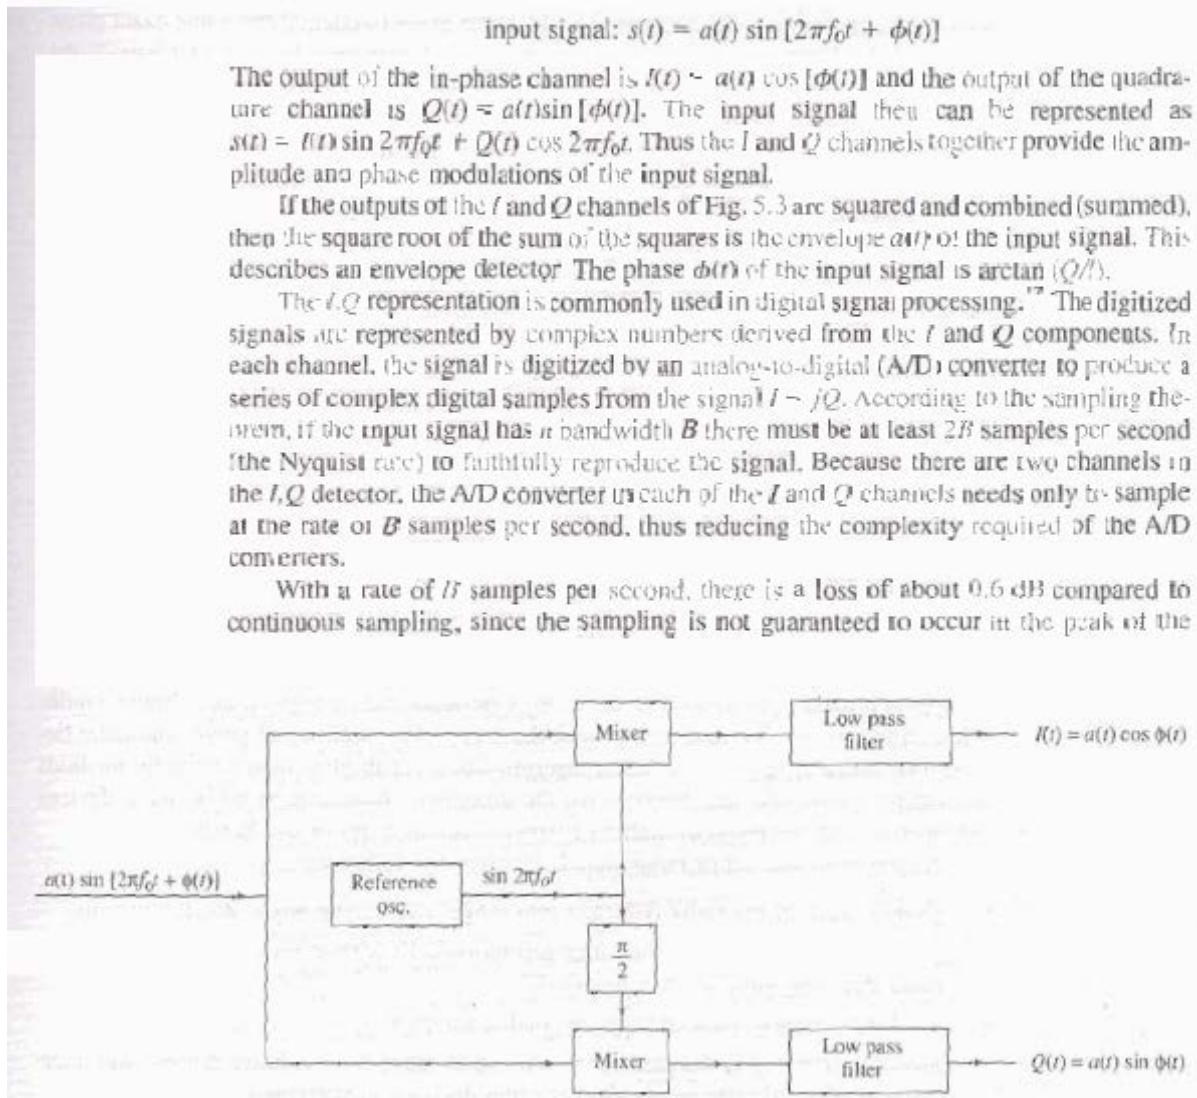 input signal: s(t) = a(t) sin [2πf₀t + ϕ(t)]
The output of the in-phase channel is I(t) = a(t) cos [ϕ(t)] and the output of the quadra-
ture channel is Q(t) = a(t)sin [ϕ(t)]. The input signal then can be represented as
s(t) = I(t) sin 2πf₀t + Q(t) cos 2πf₀t. Thus the I and Q channels together provide the am-
plitude and phase modulations of the input signal.
If the outputs of the I and Q channels of Fig. 5.3 are squared and combined (summed),
then the square root of the sum of the squares is the envelope a(t) of the input signal. This
describes an envelope detector The phase ϕ(t) of the input signal is arctan (Q/I).
The I,Q representation is commonly used in digital signal processing. The digitized
signals are represented by complex numbers derived from the I and Q components. In
each channel, the signal is digitized by an analog-to-digital (A/D) converter to produce a
series of complex digital samples from the signal I - jQ. According to the sampling the-
orem, if the input signal has a bandwidth B there must be at least 2B samples per second
(the Nyquist rate) to faithfully reproduce the signal. Because there are two channels in
the I,Q detector, the A/D converter in each of the I and Q channels needs only to sample
at the rate of B samples per second, thus reducing the complexity required of the A/D
converters.
With a rate of B samples per second, there is a loss of about 0.6 dB compared to
continuous sampling, since the sampling is not guaranteed to occur at the peak of the
Mixer
Low pass
filter
I(t) = a(t) cos ϕ(t)
a(t) sin [2πf₀t + ϕ(t)]
Reference
osc.
sin 2πf₀t
π
2
Mixer
Low pass
filter
Q(t) = a(t) sin ϕ(t)